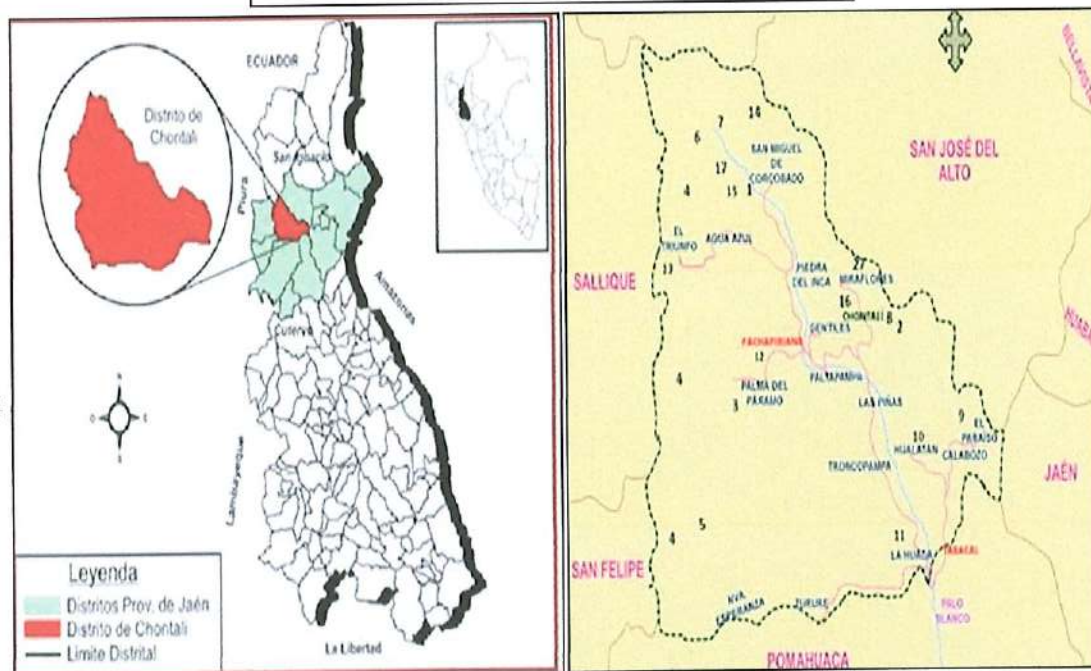 ECUADOR
Distrito de
Chontali
San Ignacio
Piura
Amazonas
Cutervo
Lambayeque
N
O
E
S
Leyenda
Distritos Prov. de Jaén
Distrito de Chontali
Limite Distrital
La Libertad
SAN JOSÉ DEL
ALTO
14
7
6
SAN MIGUEL
DE
CORCOBADO
17
4
15
1
EL
TRIUNFO
AGUA AZUL
13
SALLIQUE
PIEDRA
DEL INCA
27
MIRAFLORES
16
CHONTALI
8
2
GENTILES
PACHAPIRIANA
12
4
PALMA DEL
PARAMO
3
PALTAPAMPA
LAS PIÑAS
9
EL
PARAISO
10
HUALATAN
CALABOZO
TRONCOPAMPA
JAÉN
5
4
11
LA HUACA
TABACAL
SAN FELIPE
NVA.
ESPERANZA
ZURURE
PALO
BLANCO
POMAHUACA